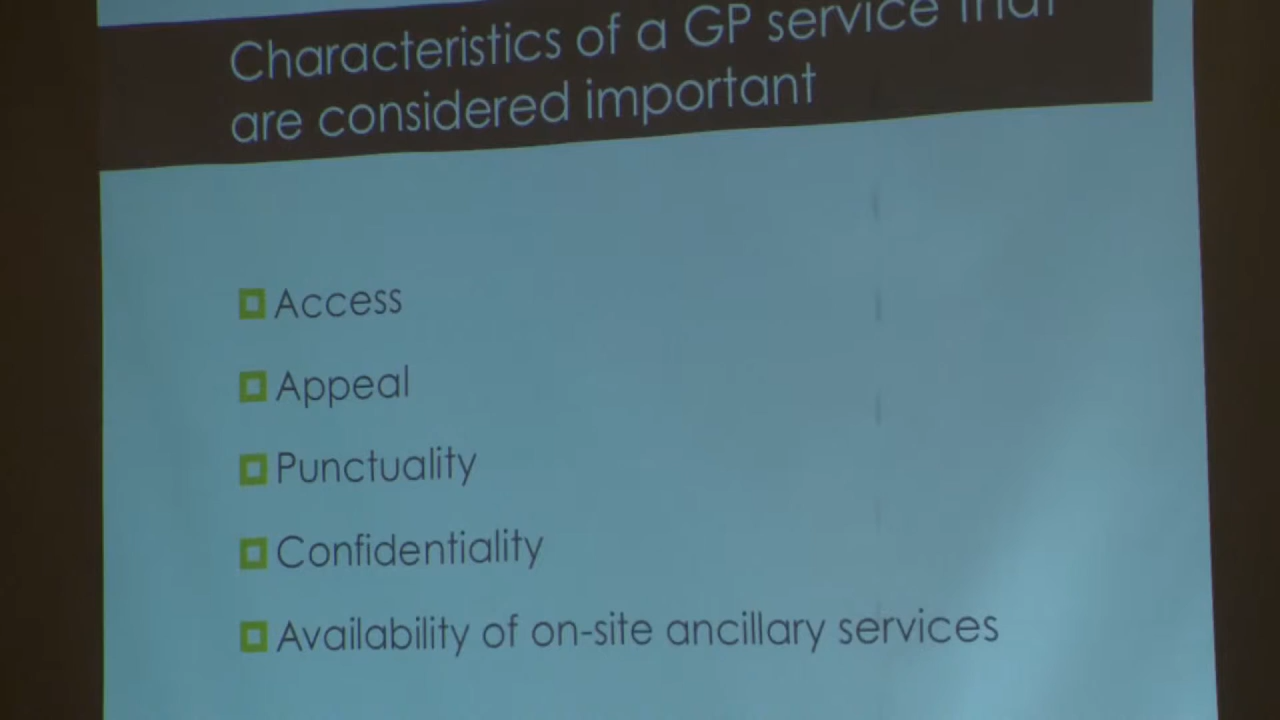 Characteristics of a GP service that
are considered important
Access
Appeal
Punctuality
Confidentiality
Availability of on-site ancillary services